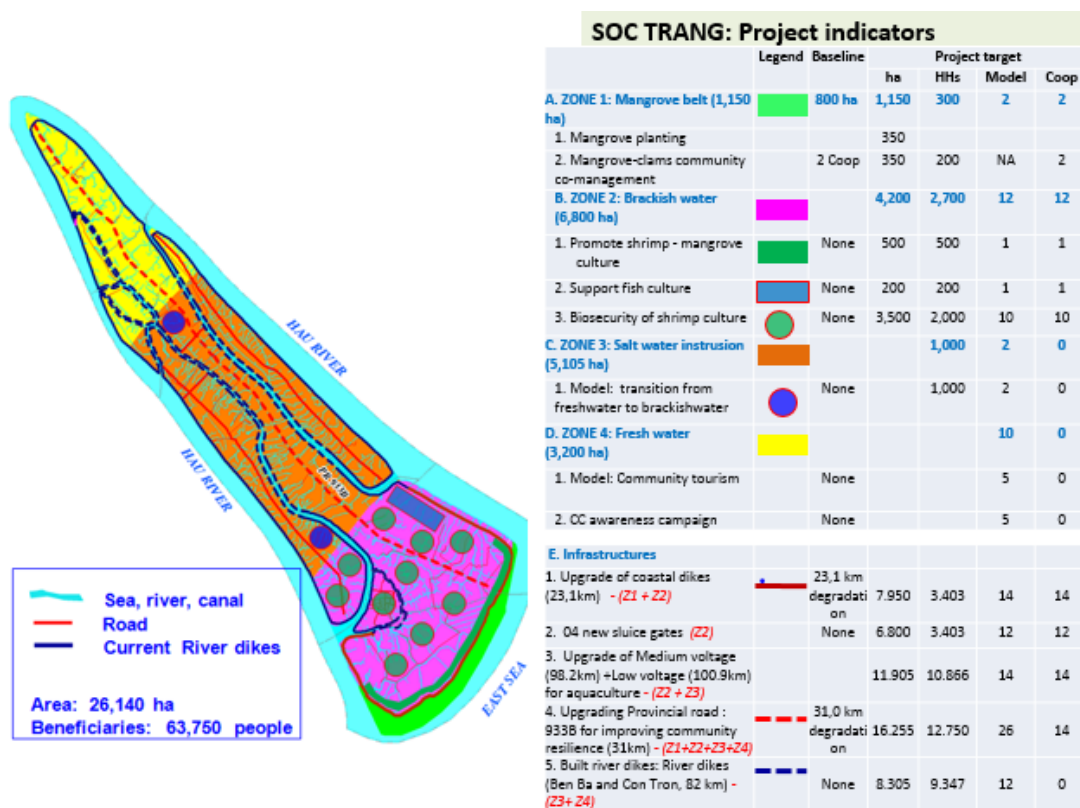 SOC TRANG: Project indicators
Legend Baseline Project target
ha HHs Model Coop
A. ZONE 1: Mangrove belt (1,150 ha) 800 ha 1,150 300 2 2
1. Mangrove planting 350
2. Mangrove-clams community co-management 2 Coop 350 200 NA 2
B. ZONE 2: Brackish water (6,800 ha) 4,200 2,700 12 12
1. Promote shrimp - mangrove culture None 500 500 1 1
2. Support fish culture None 200 200 1 1
3. Biosecurity of shrimp culture None 3,500 2,000 10 10
C. ZONE 3: Salt water instrusion (5,105 ha) 1,000 2 0
1. Model: transition from freshwater to brackishwater None 1,000 2 0
D. ZONE 4: Fresh water (3,200 ha) 10 0
1. Model: Community tourism None 5 0
2. CC awareness campaign None 5 0
E. Infrastructures
1. Upgrade of coastal dikes (23,1km) - (Z1 + Z2) 23,1 km degradati on 7.950 3.403 14 14
2. 04 new sluice gates (Z2) None 6.800 3.403 12 12
3. Upgrade of Medium voltage (98.2km) +Low voltage (100.9km) for aquaculture - (Z2 + Z3) 11.905 10.866 14 14
4. Upgrading Provincial road : 933B for improving community resilience (31km) - (Z1+Z2+Z3+Z4) 31,0 km degradati on 16.255 12.750 26 14
5. Built river dikes: River dikes (Ben Ba and Con Tron, 82 km) - (Z3+ Z4) None 8.305 9.347 12 0
HAU RIVER
HAU RIVER
EAST SEA
Sea, river, canal
Road
Current River dikes
Area: 26,140 ha
Beneficiaries: 63,750 people